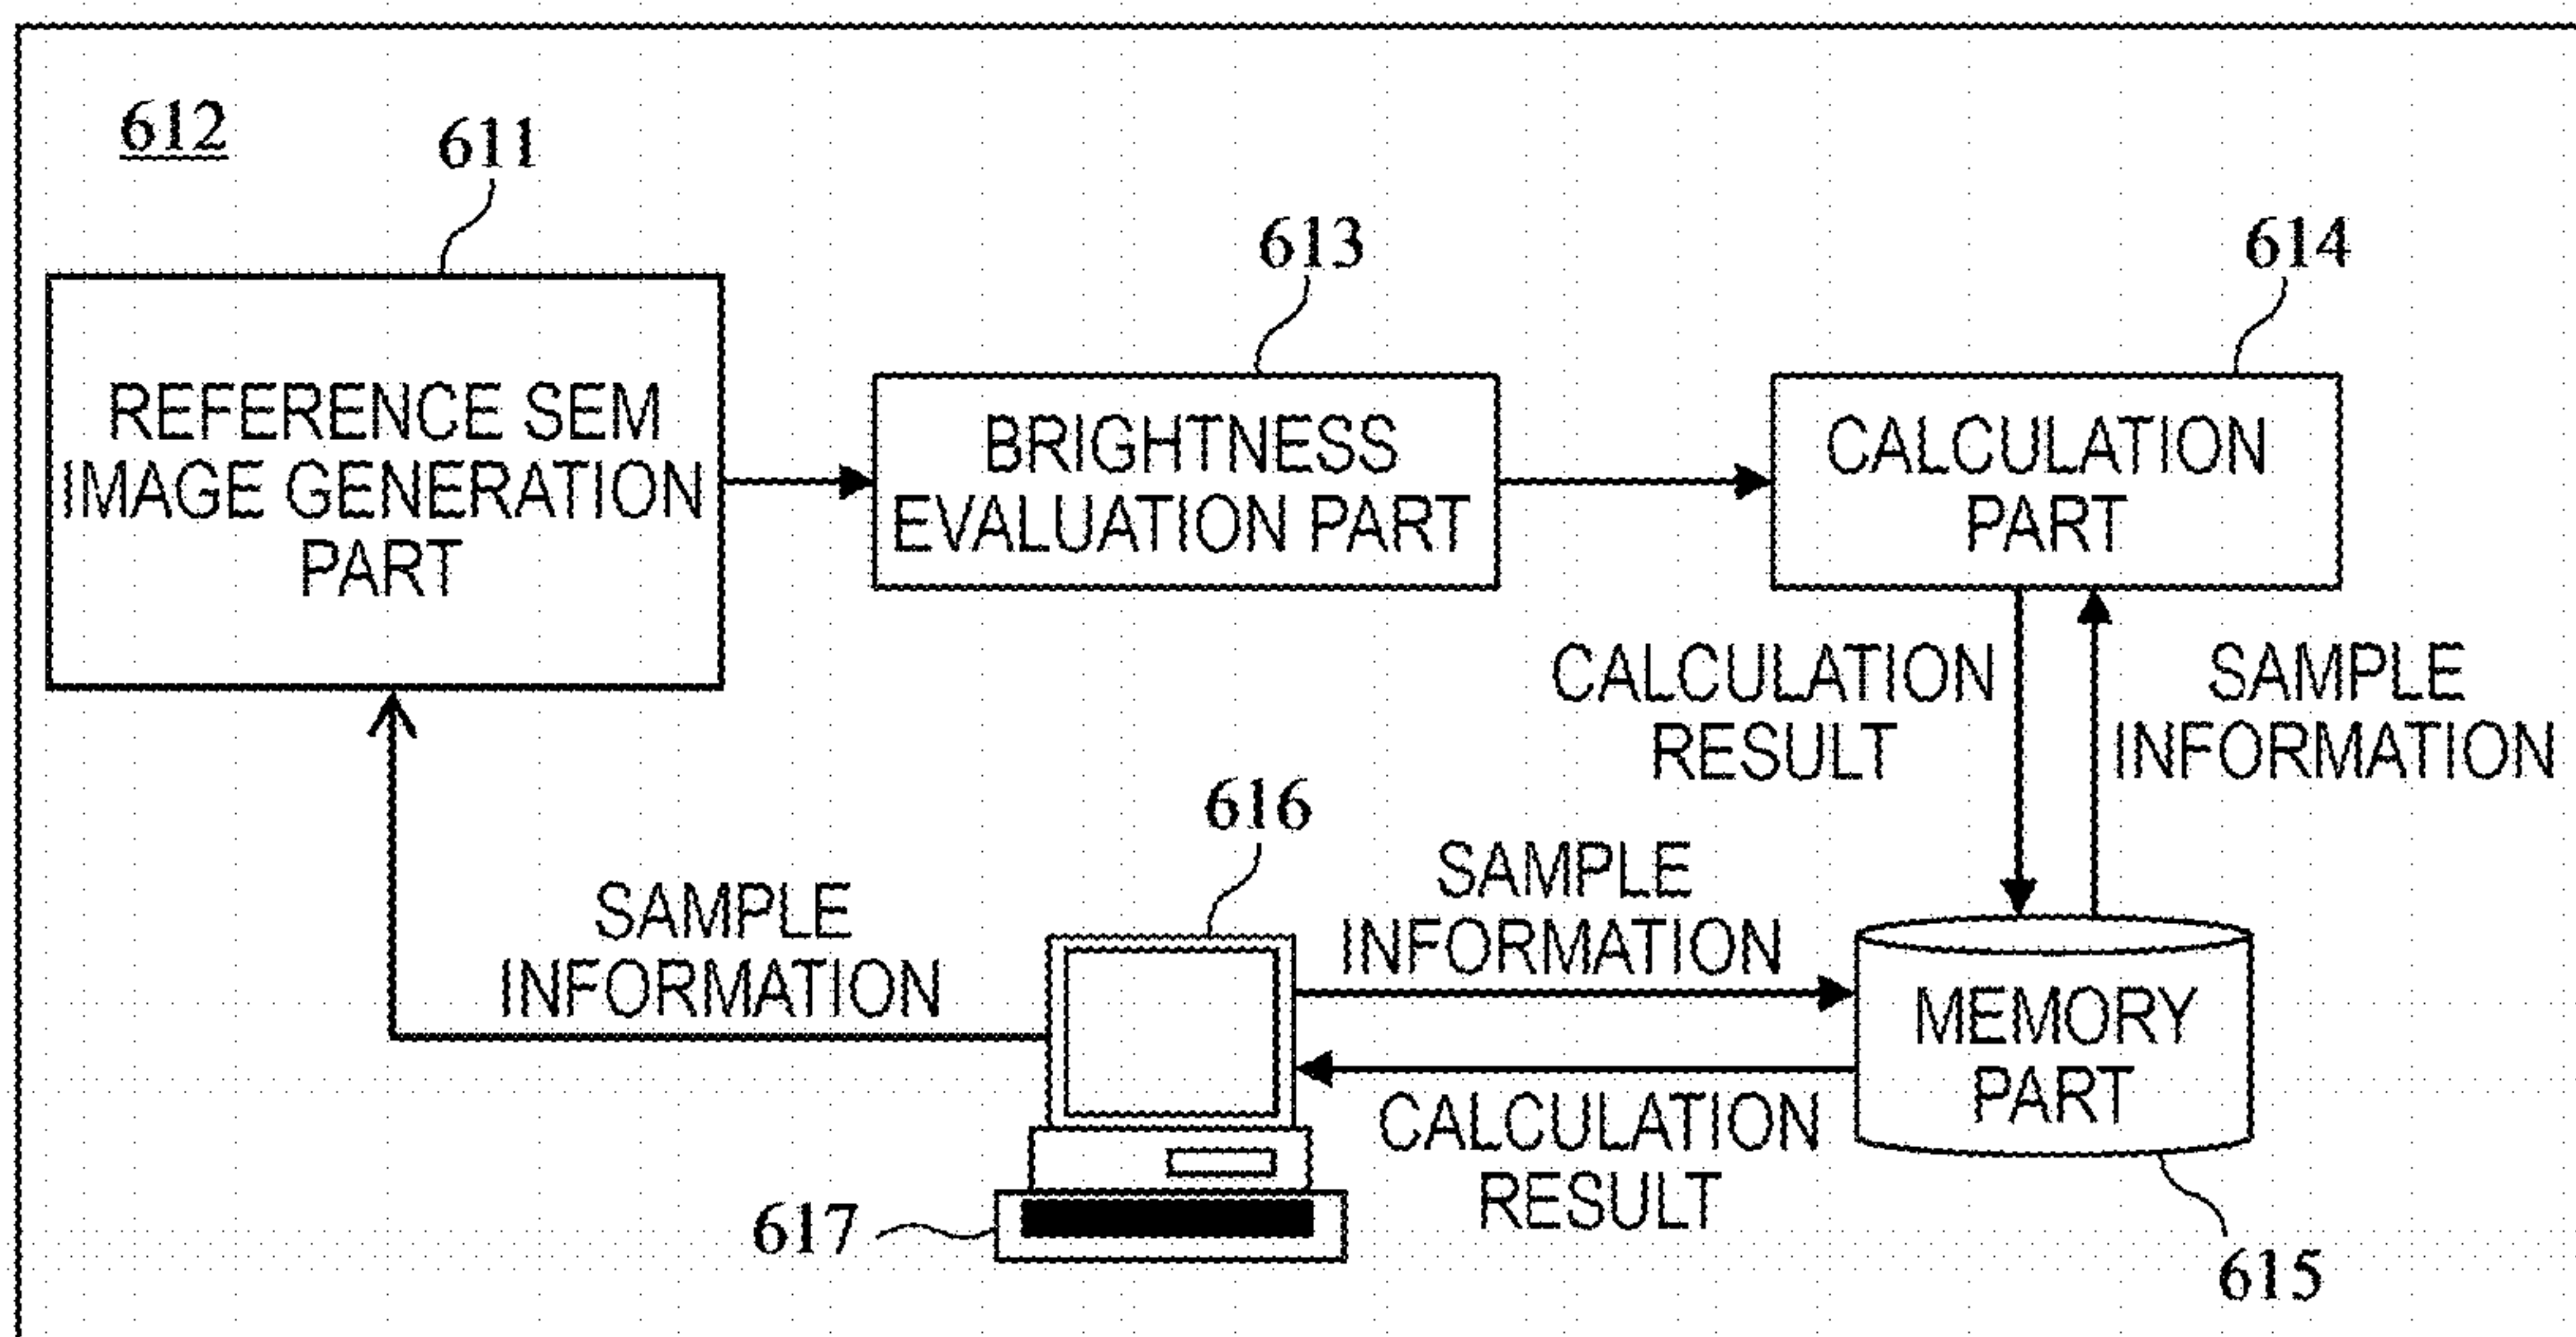 612
611
613
614
REFERENCE SEM
IMAGE GENERATION
PART
BRIGHTNESS
EVALUATION PART
CALCULATION
PART
CALCULATION
RESULT
SAMPLE
INFORMATION
616
SAMPLE
INFORMATION
SAMPLE
INFORMATION
MEMORY
PART
CALCULATION
RESULT
617
615